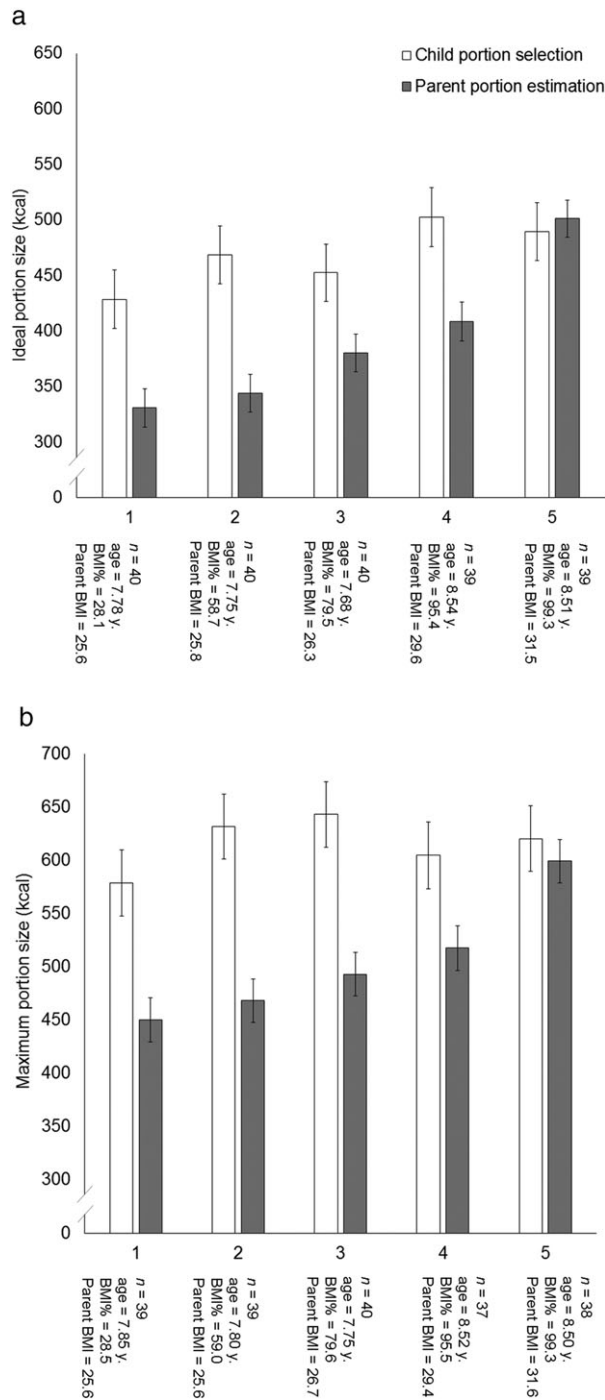 a
650
600
550
500
450
400
350
300
0
Ideal portion size (kcal)
Child portion selection
Parent portion estimation
1
2
3
4
5
n = 40
age = 7.78 y.
BMI% = 28.1
Parent BMI = 25.6
n = 40
age = 7.75 y.
BMI% = 58.7
Parent BMI = 25.8
n = 40
age = 7.68 y.
BMI% = 79.5
Parent BMI = 26.3
n = 39
age = 8.54 y.
BMI% = 95.4
Parent BMI = 29.6
n = 39
age = 8.51 y.
BMI% = 99.3
Parent BMI = 31.5
b
700
650
600
550
500
450
400
350
300
0
Maximum portion size (kcal)
1
2
3
4
5
n = 39
age = 7.85 y.
BMI% = 28.5
Parent BMI = 25.6
n = 39
age = 7.80 y.
BMI% = 59.0
Parent BMI = 25.6
n = 40
age = 7.75 y.
BMI% = 79.6
Parent BMI = 26.7
n = 37
age = 8.52 y.
BMI% = 95.5
Parent BMI = 29.4
n = 38
age = 8.50 y.
BMI% = 99.3
Parent BMI = 31.6